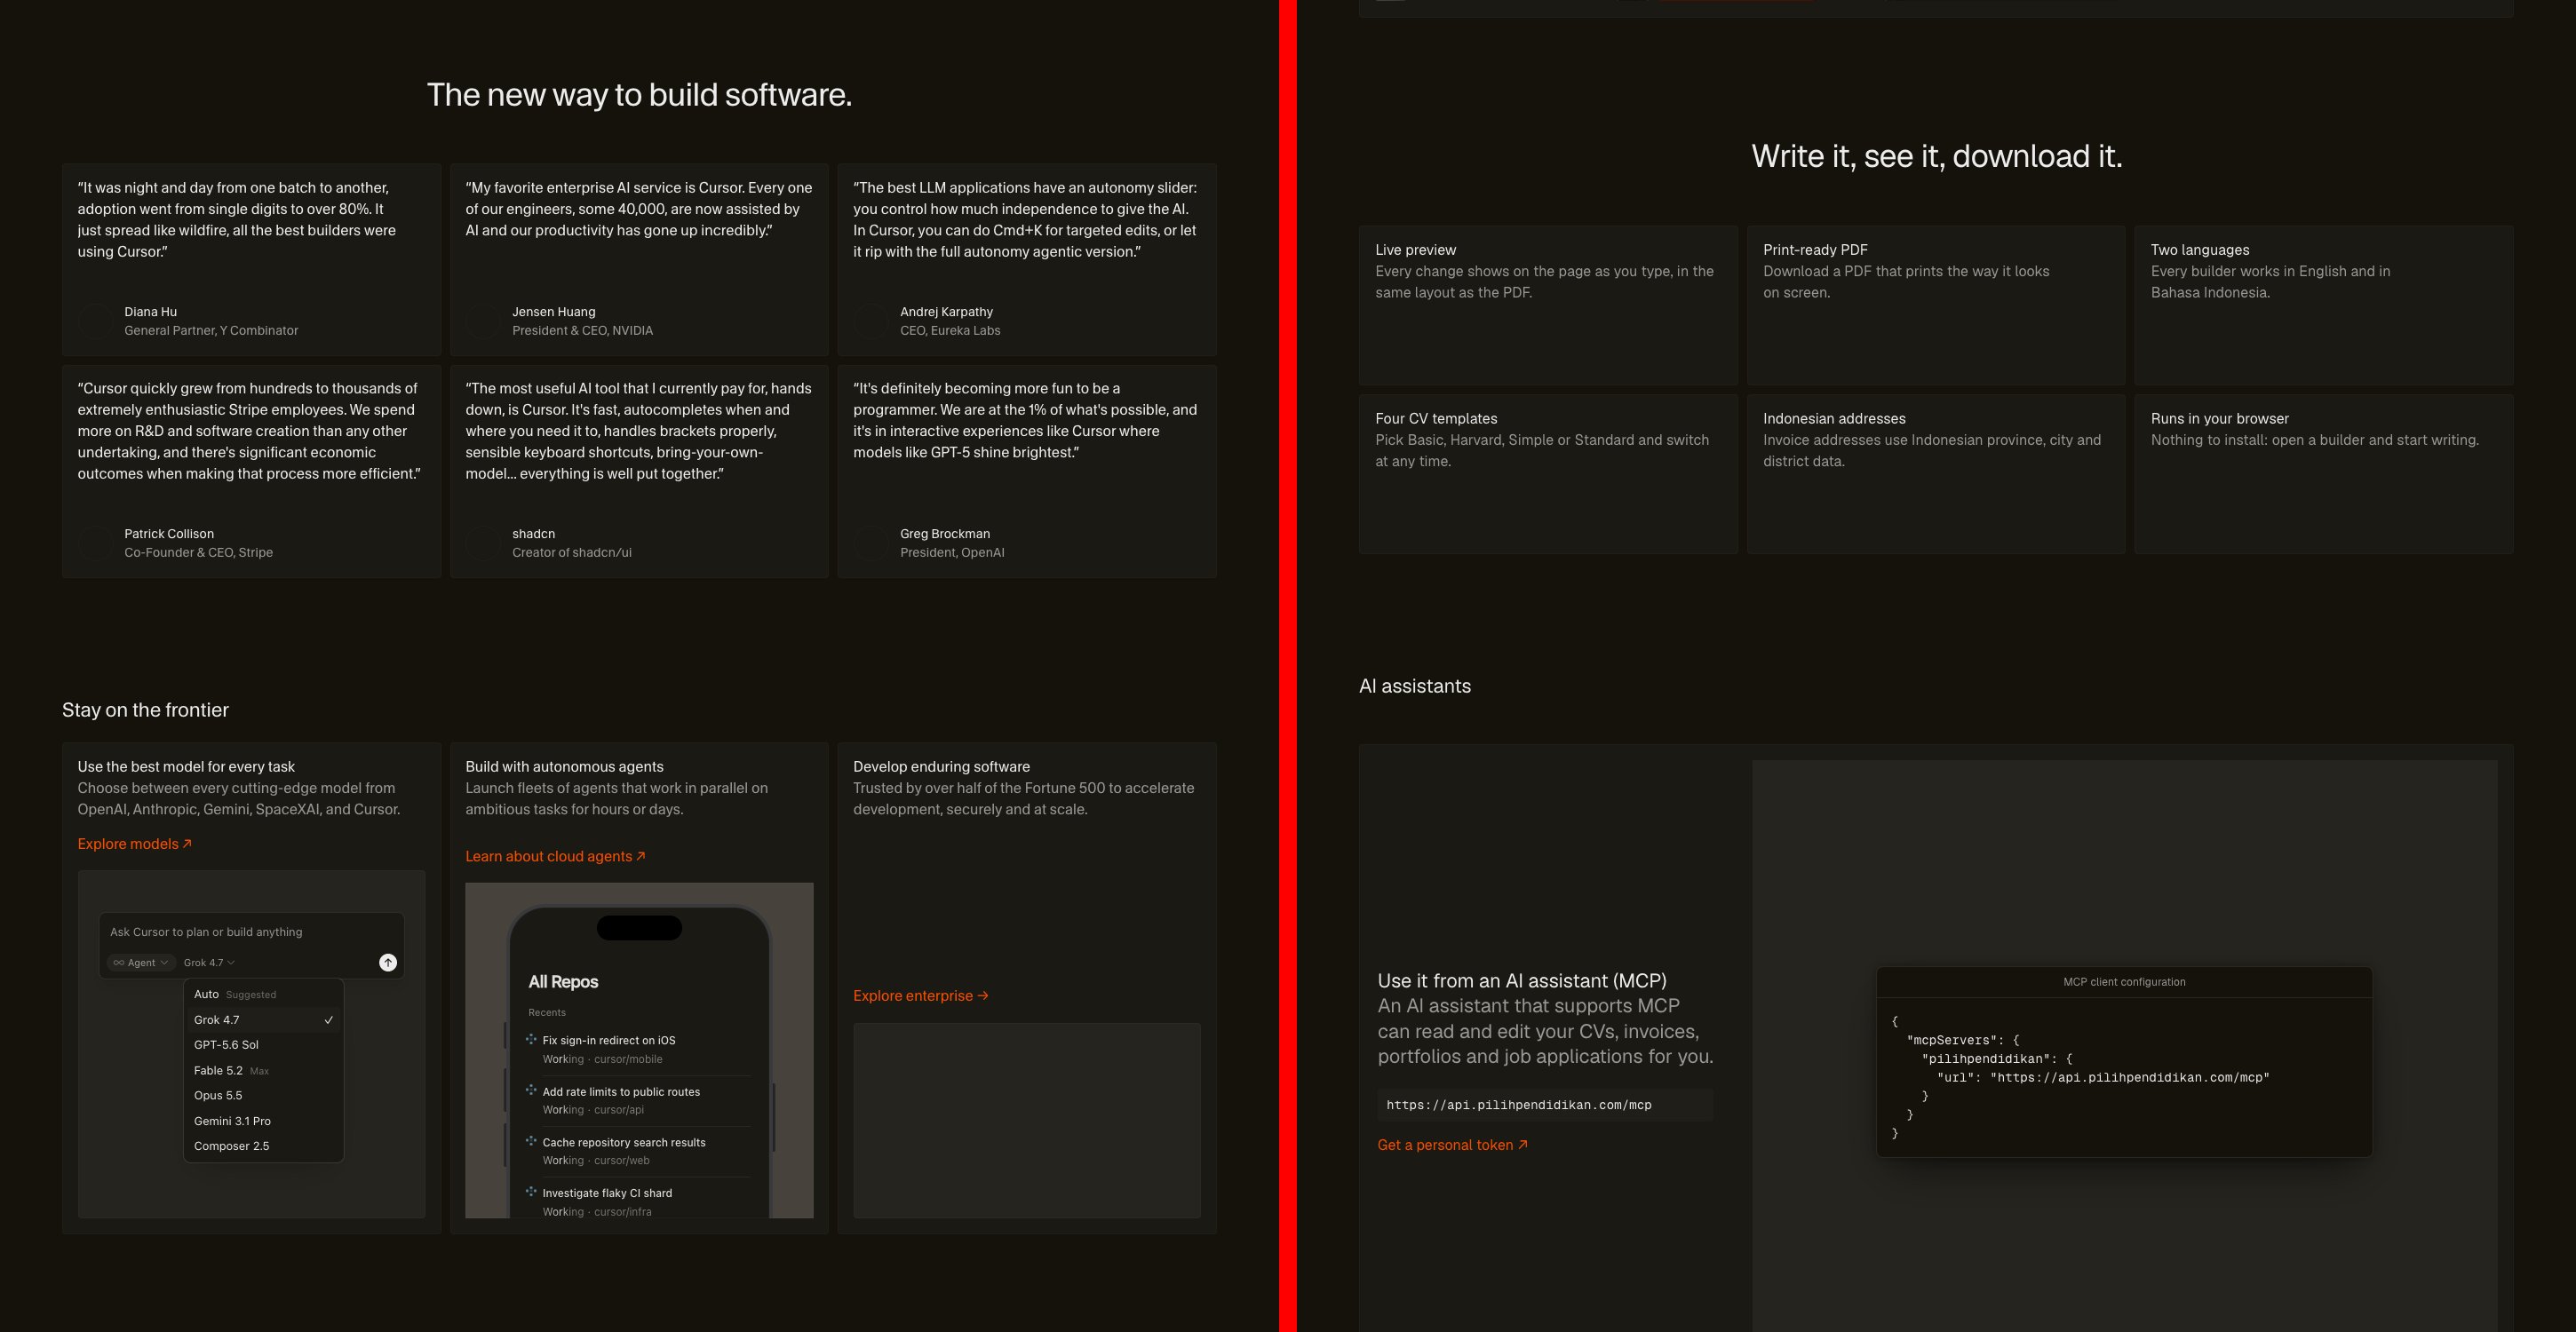 The new way to build software.
“It was night and day from one batch to another,
adoption went from single digits to over 80%. It
just spread like wildfire, all the best builders were
using Cursor.”
Diana Hu
General Partner, Y Combinator
“My favorite enterprise AI service is Cursor. Every one
of our engineers, some 40,000, are now assisted by
AI and our productivity has gone up incredibly.”
Jensen Huang
President & CEO, NVIDIA
“The best LLM applications have an autonomy slider:
you control how much independence to give the AI.
In Cursor, you can do Cmd+K for targeted edits, or let
it rip with the full autonomy agentic version.”
Andrej Karpathy
CEO, Eureka Labs
“Cursor quickly grew from hundreds to thousands of
extremely enthusiastic Stripe employees. We spend
more on R&D and software creation than any other
undertaking, and there's significant economic
outcomes when making that process more efficient.”
Patrick Collison
Co-Founder & CEO, Stripe
“The most useful AI tool that I currently pay for, hands
down, is Cursor. It's fast, autocompletes when and
where you need it to, handles brackets properly,
sensible keyboard shortcuts, bring-your-own-
model... everything is well put together.”
shadcn
Creator of shadcn/ui
“It's definitely becoming more fun to be a
programmer. We are at the 1% of what's possible, and
it's in interactive experiences like Cursor where
models like GPT-5 shine brightest.”
Greg Brockman
President, OpenAI
Stay on the frontier
Use the best model for every task
Choose between every cutting-edge model from
OpenAI, Anthropic, Gemini, SpaceXAI, and Cursor.
Explore models ↗
Ask Cursor to plan or build anything
Agent
Grok 4.7
Auto Suggested
Grok 4.7 ✓
GPT-5.6 Sol
Fable 5.2 Max
Opus 5.5
Gemini 3.1 Pro
Composer 2.5
Build with autonomous agents
Launch fleets of agents that work in parallel on
ambitious tasks for hours or days.
Learn about cloud agents ↗
All Repos
Recents
Fix sign-in redirect on iOS
Working · cursor/mobile
Add rate limits to public routes
Working · cursor/api
Cache repository search results
Working · cursor/web
Investigate flaky CI shard
Working · cursor/infra
Develop enduring software
Trusted by over half of the Fortune 500 to accelerate
development, securely and at scale.
Explore enterprise →
Write it, see it, download it.
Live preview
Every change shows on the page as you type, in the
same layout as the PDF.
Print-ready PDF
Download a PDF that prints the way it looks
on screen.
Two languages
Every builder works in English and in
Bahasa Indonesia.
Four CV templates
Pick Basic, Harvard, Simple or Standard and switch
at any time.
Indonesian addresses
Invoice addresses use Indonesian province, city and
district data.
Runs in your browser
Nothing to install: open a builder and start writing.
AI assistants
Use it from an AI assistant (MCP)
An AI assistant that supports MCP
can read and edit your CVs, invoices,
portfolios and job applications for you.
https://api.pilihpendidikan.com/mcp
Get a personal token ↗
MCP client configuration
{
"mcpServers": {
"pilihpendidikan": {
"url": "https://api.pilihpendidikan.com/mcp"
}
}
}